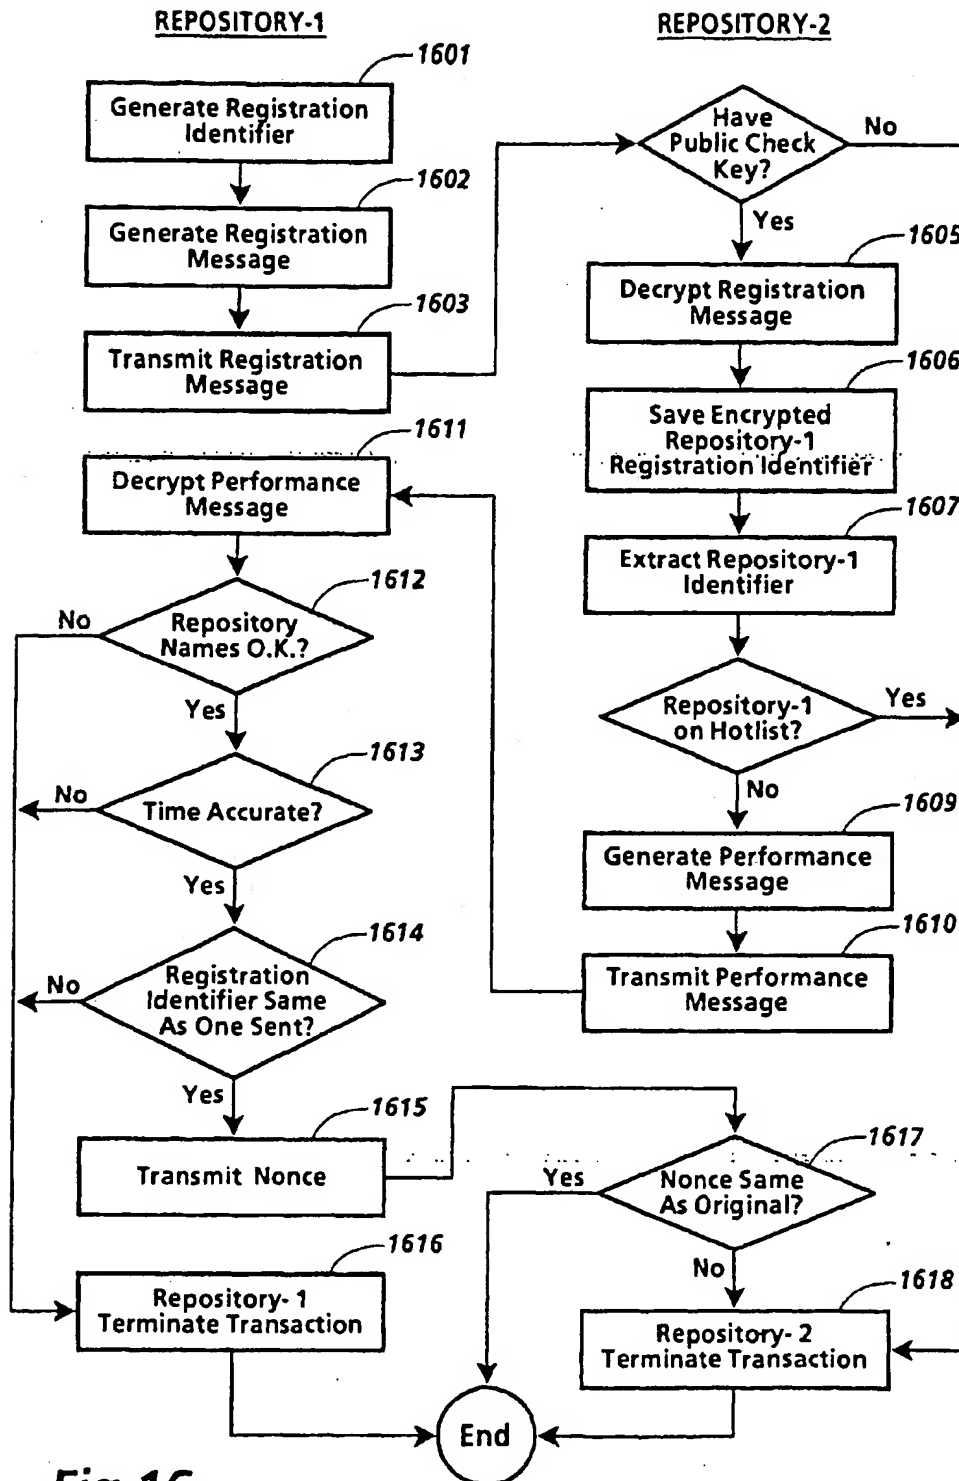 REPOSITORY-1
1601
Generate Registration
Identifier
1602
Generate Registration
Message
1603
Transmit Registration
Message
1611
Decrypt Performance
Message
1612
No
Repository
Names O.K.?
Yes
1613
No
Time Accurate?
Yes
1614
No
Registration
Identifier Same
As One Sent?
Yes
1615
Transmit Nonce
1616
Repository- 1
Terminate Transaction
REPOSITORY-2
Have
Public Check
Key?
No
Yes
1605
Decrypt Registration
Message
1606
Save Encrypted
Repository-1
Registration Identifier
1607
Extract Repository-1
Identifier
Repository-1
on Hotlist?
Yes
No
1609
Generate Performance
Message
1610
Transmit Performance
Message
1617
Yes
Nonce Same
As Original?
No
1618
Repository- 2
Terminate Transaction
End
Fig.16